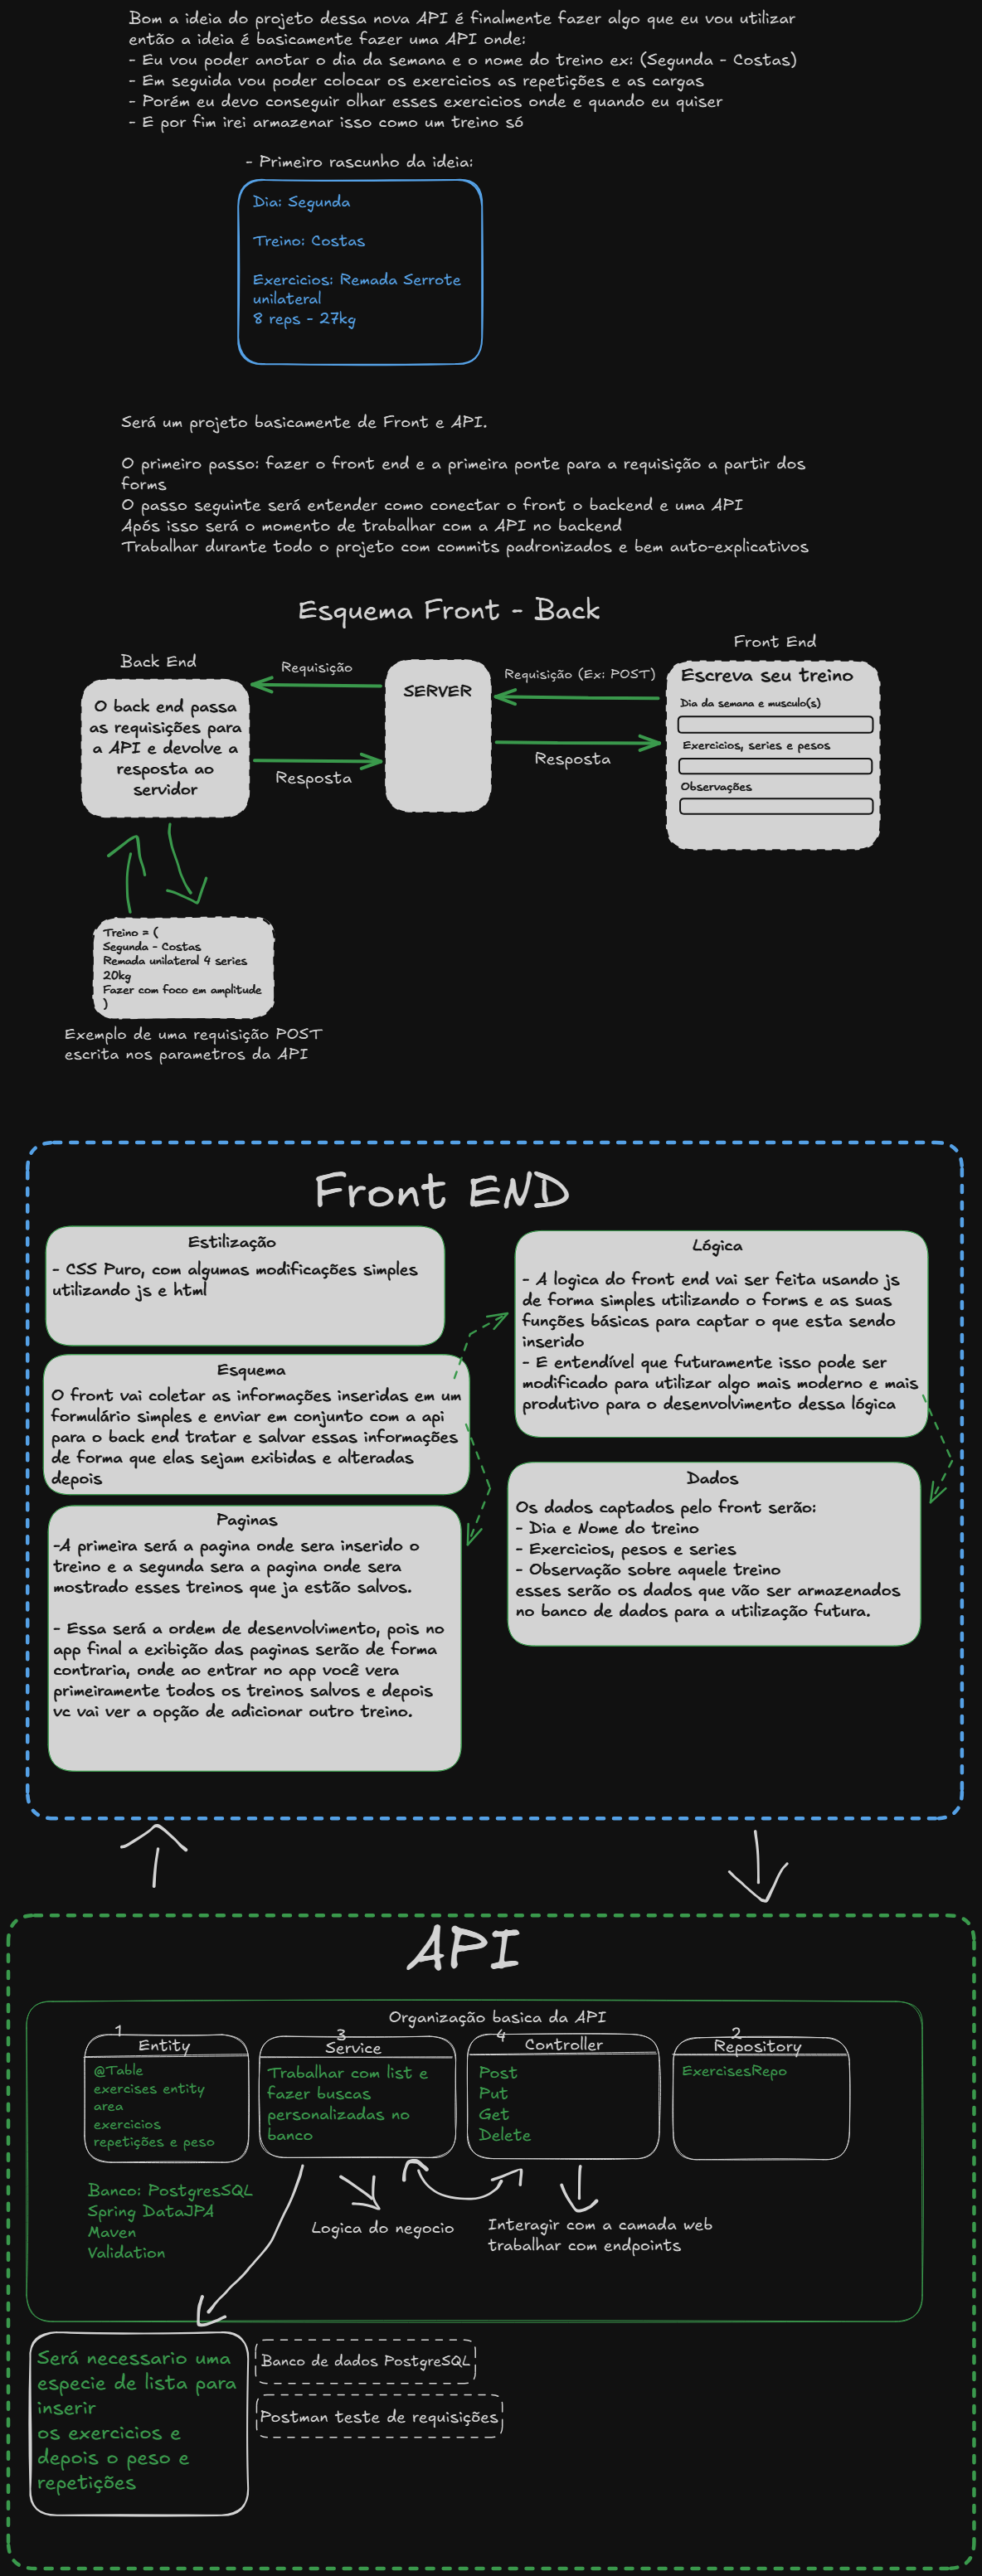 Bom a ideia do projeto dessa nova API é finalmente fazer algo que eu vou utilizar
então a ideia é basicamente fazer uma API onde:
- Eu vou poder anotar o dia da semana e o nome do treino ex: (Segunda - Costas)
- Em seguida vou poder colocar os exercicios as repetições e as cargas
- Porém eu devo conseguir olhar esses exercicios onde e quando eu quiser
- E por fim irei armazenar isso como um treino só
- Primeiro rascunho da ideia:
Dia: Segunda
Treino: Costas
Exercicios: Remada Serrote
unilateral
8 reps - 27kg
Será um projeto basicamente de Front e API.
O primeiro passo: fazer o front end e a primeira ponte para a requisição a partir dos
forms
O passo seguinte será entender como conectar o front o backend e uma API
Após isso será o momento de trabalhar com a API no backend
Trabalhar durante todo o projeto com commits padronizados e bem auto-explicativos
Esquema Front - Back
Back End
O back end passa
as requisições para
a API e devolve a
resposta ao
servidor
Requisição
Resposta
SERVER
Requisição (Ex: POST)
Resposta
Front End
Escreva seu treino
Dia da semana e musculo(s)
Exercicios, series e pesos
Observações
Treino = (
Segunda - Costas
Remada unilateral 4 series
20kg
Fazer com foco em amplitude
)
Exemplo de uma requisição POST
escrita nos parametros da API
Front END
Estilização
- CSS Puro, com algumas modificações simples
utilizando js e html
Esquema
O front vai coletar as informações inseridas em um
formulário simples e enviar em conjunto com a api
para o back end tratar e salvar essas informações
de forma que elas sejam exibidas e alteradas
depois
Paginas
-A primeira será a pagina onde sera inserido o
treino e a segunda sera a pagina onde sera
mostrado esses treinos que ja estão salvos.
- Essa será a ordem de desenvolvimento, pois no
app final a exibição das paginas serão de forma
contraria, onde ao entrar no app você vera
primeiramente todos os treinos salvos e depois
vc vai ver a opção de adicionar outro treino.
Lógica
- A logica do front end vai ser feita usando js
de forma simples utilizando o forms e as suas
funções básicas para captar o que esta sendo
inserido
- E entendível que futuramente isso pode ser
modificado para utilizar algo mais moderno e mais
produtivo para o desenvolvimento dessa lógica
Dados
Os dados captados pelo front serão:
- Dia e Nome do treino
- Exercicios, pesos e series
- Observação sobre aquele treino
esses serão os dados que vão ser armazenados
no banco de dados para a utilização futura.
API
Organização basica da API
1
Entity
@Table
exercises entity
area
exercicios
repetições e peso
3
Service
Trabalhar com list e
fazer buscas
personalizadas no
banco
4
Controller
Post
Put
Get
Delete
2
Repository
ExercisesRepo
Banco: PostgresSQL
Spring DataJPA
Maven
Validation
Logica do negocio
Interagir com a camada web
trabalhar com endpoints
Será necessario uma
especie de lista para
inserir
os exercicios e
depois o peso e
repetições
Banco de dados PostgreSQL
Postman teste de requisições